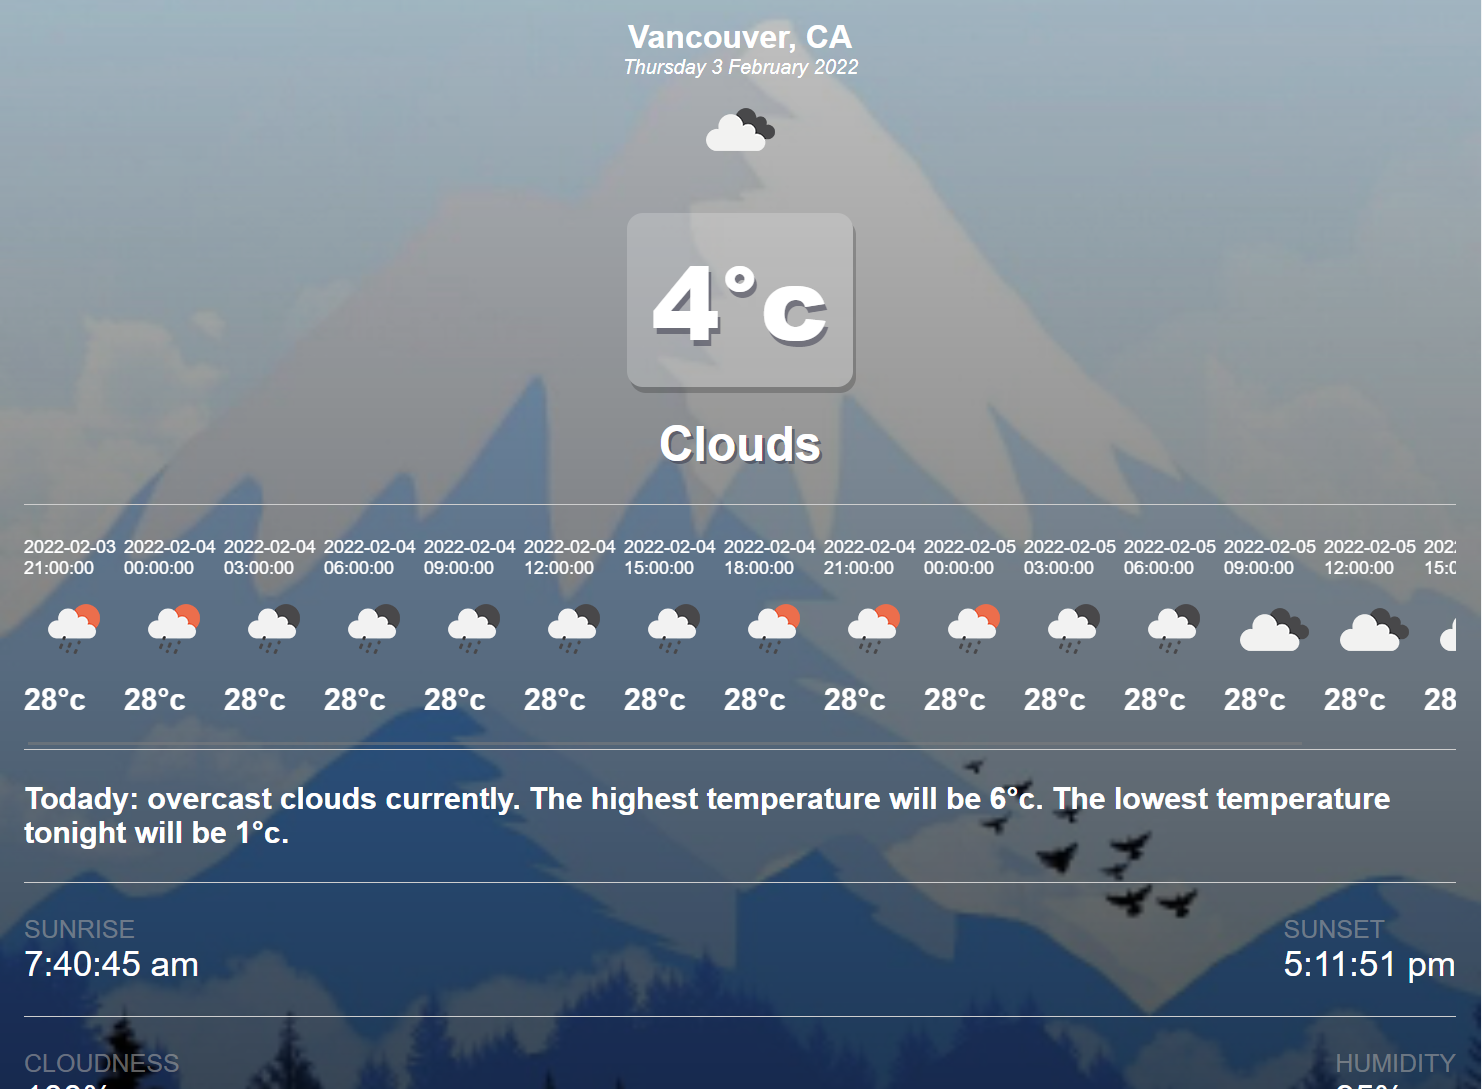 Vancouver, CA
Thursday 3 February 2022
4°c
Clouds
2022-02-03 2022-02-04 2022-02-04 2022-02-04 2022-02-04 2022-02-04 2022-02-04 2022-02-04 2022-02-04 2022-02-05 2022-02-05 2022-02-05 2022-02-05 2022-02-05
21:00:00 00:00:00 03:00:00 06:00:00 09:00:00 12:00:00 15:00:00 18:00:00 21:00:00 00:00:00 03:00:00 06:00:00 09:00:00 12:00:00
28°c 28°c 28°c 28°c 28°c 28°c 28°c 28°c 28°c 28°c 28°c 28°c 28°c 28°c 28
Todady: overcast clouds currently. The highest temperature will be 6°c. The lowest temperature
tonight will be 1°c.
SUNRISE SUNSET
7:40:45 am 5:11:51 pm
CLOUDNESS HUMIDITY